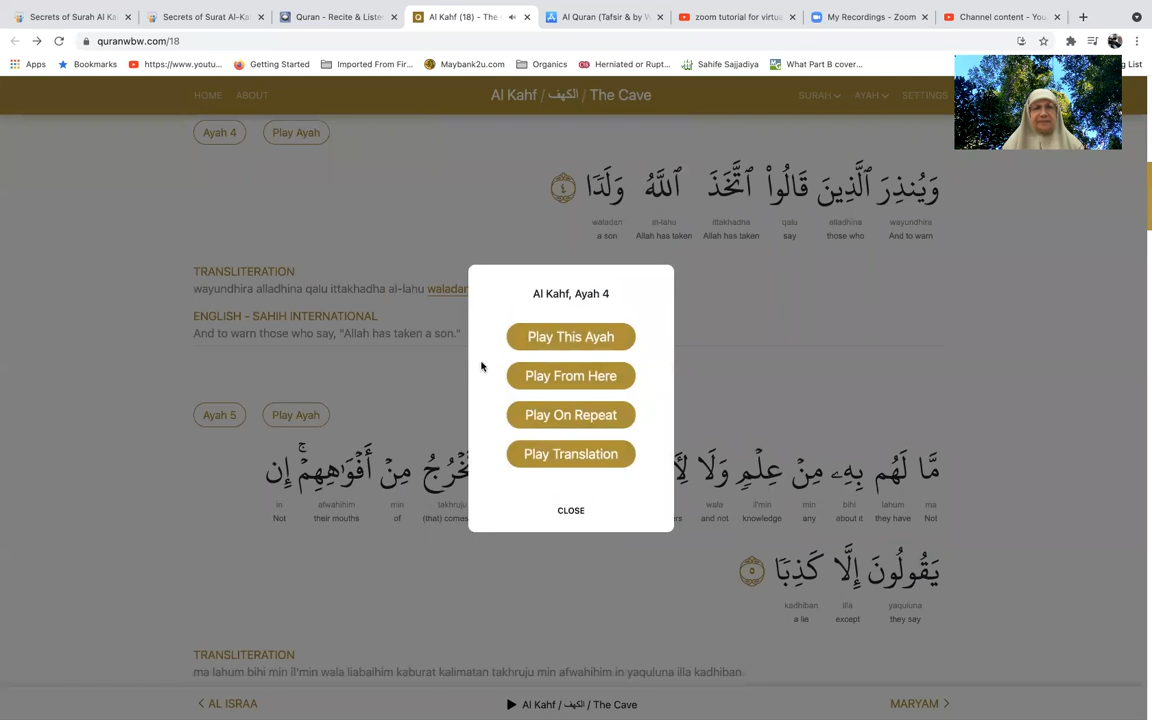 Secrets of Surah Al Ka
Secrets of Surat Al-Ka
Quran - Recite & Liste
Al Kahf (18) - The
Al Quran (Tafsir & by W
zoom tutorial for virtu
My Recordings - Zoom
Channel content - You
quranwbw.com/18
Apps
Bookmarks
https://www.youtu...
Getting Started
Imported From Fir...
Maybank2u.com
Organics
Herniated or Rupt...
Sahife Sajjadiya
What Part B cover...
List
HOME
ABOUT
Al Kahf / الكهف / The Cave
SURAH
AYAH
SETTINGS
Ayah 4
Play Ayah
وَيُنذِرَ ٱلَّذِينَ قَالُوا۟ ٱتَّخَذَ ٱللَّهُ وَلَدًا ٤
waladan al-lahu ittakhadha qalu alladhina wayundhira
a son Allah has taken Allah has taken say those who And to warn
TRANSLITERATION
wayundhira alladhina qalu ittakhadha al-lahu waladan
ENGLISH - SAHIH INTERNATIONAL
And to warn those who say, "Allah has taken a son."
Al Kahf, Ayah 4
Play This Ayah
Play From Here
Play On Repeat
Play Translation
CLOSE
Ayah 5
Play Ayah
مَّا لَهُم بِهِۦ مِنْ عِلْمٍ وَلَا
مِنْ أَفْوَٰهِهِمْ ۚ إِن
in afwahihim min takhruju
Not their mouths of (that) comes
wala il'min min bihi lahum ma
and not knowledge any about it they have Not
يَقُولُونَ إِلَّا كَذِبًا ٥
kadhiban illa yaquluna
a lie except they say
TRANSLITERATION
ma lahum bihi min il'min wala liabaihim kaburat kalimatan takhruju min afwahihim in yaquluna illa kadhiban
AL ISRAA
Al Kahf / الكهف / The Cave
MARYAM